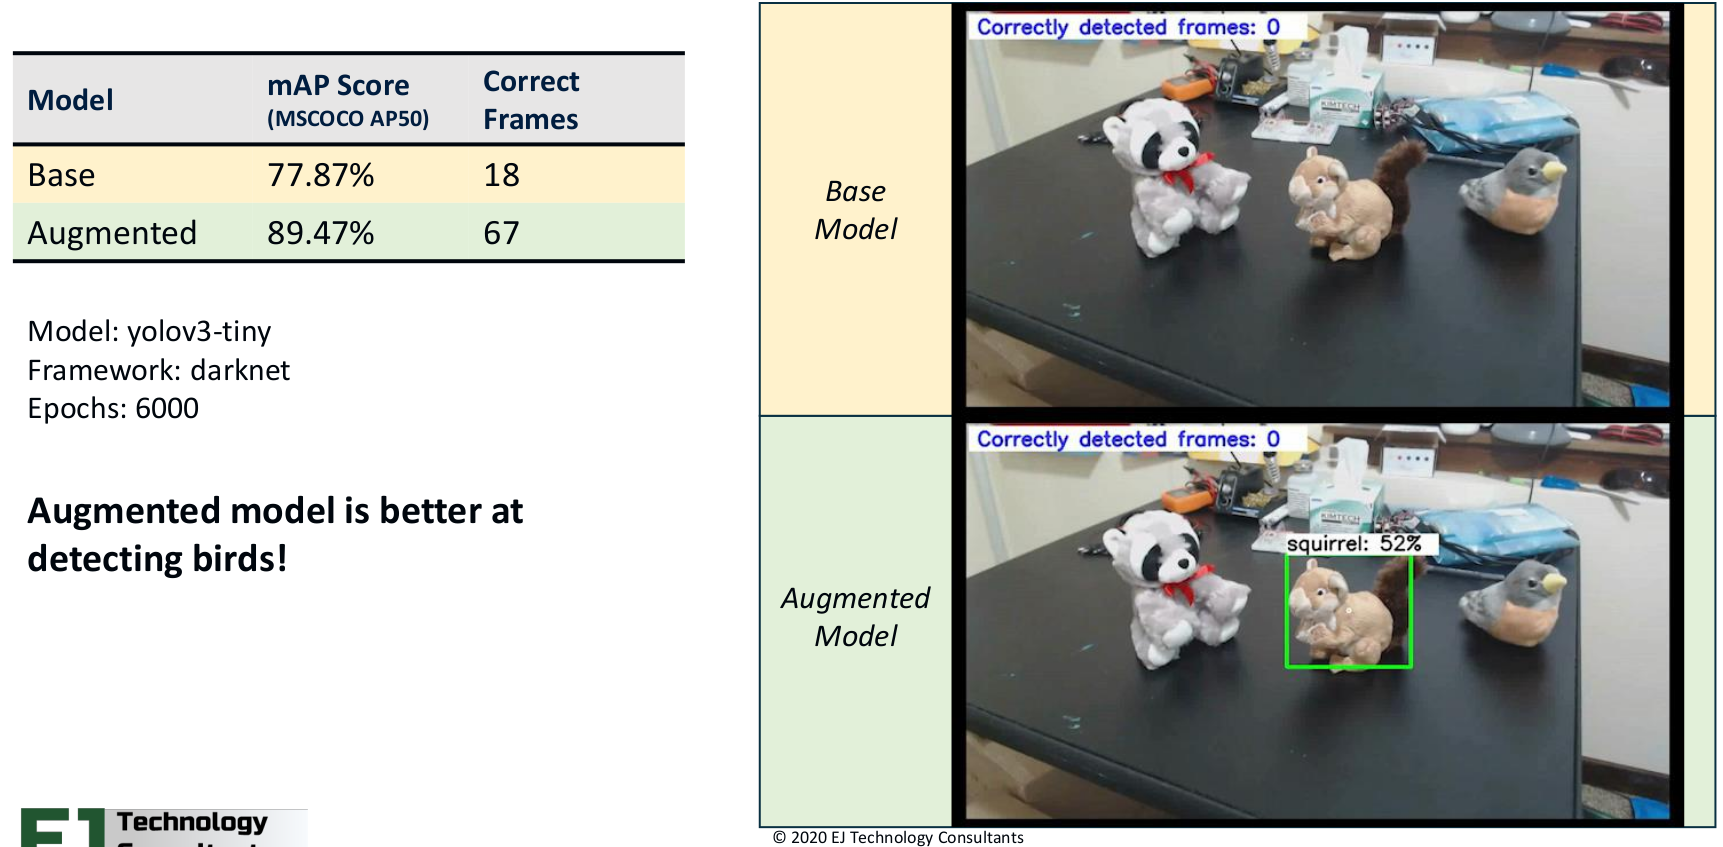 Model
mAP Score
(MSCOCO AP50)
Correct
Frames
Base
77.87%
18
Augmented
89.47%
67
Model: yolov3-tiny
Framework: darknet
Epochs: 6000
Augmented model is better at
detecting birds!
Technology
Base
Model
Correctly detected frames: 0
KIMTECH
Augmented
Model
Correctly detected frames: 0
KIMTECH
squirrel: 52%
© 2020 EJ Technology Consultants